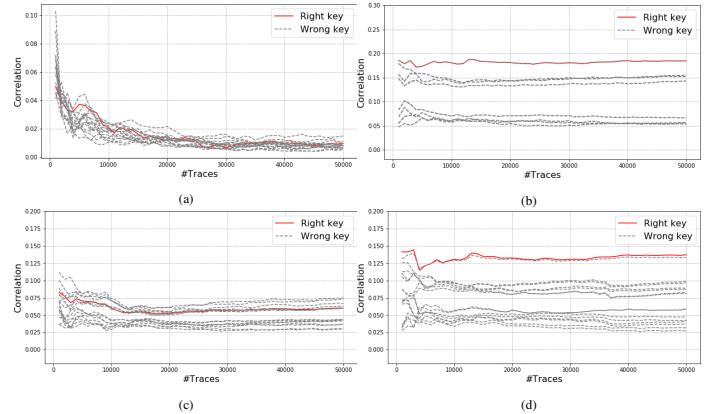 0.10
0.08
0.06
0.04
0.02
0.00
Correlation
Right key
Wrong key
0 10000 20000 30000 40000 50000
#Traces
(a)
0.30
0.25
0.20
0.15
0.10
0.05
0.00
Correlation
Right key
Wrong key
0 10000 20000 30000 40000 50000
#Traces
(b)
0.200
0.175
0.150
0.125
0.100
0.075
0.050
0.025
0.000
Correlation
Right key
Wrong key
0 10000 20000 30000 40000 50000
#Traces
(c)
0.200
0.175
0.150
0.125
0.100
0.075
0.050
0.025
0.000
Correlation
Right key
Wrong key
0 10000 20000 30000 40000 50000
#Traces
(d)